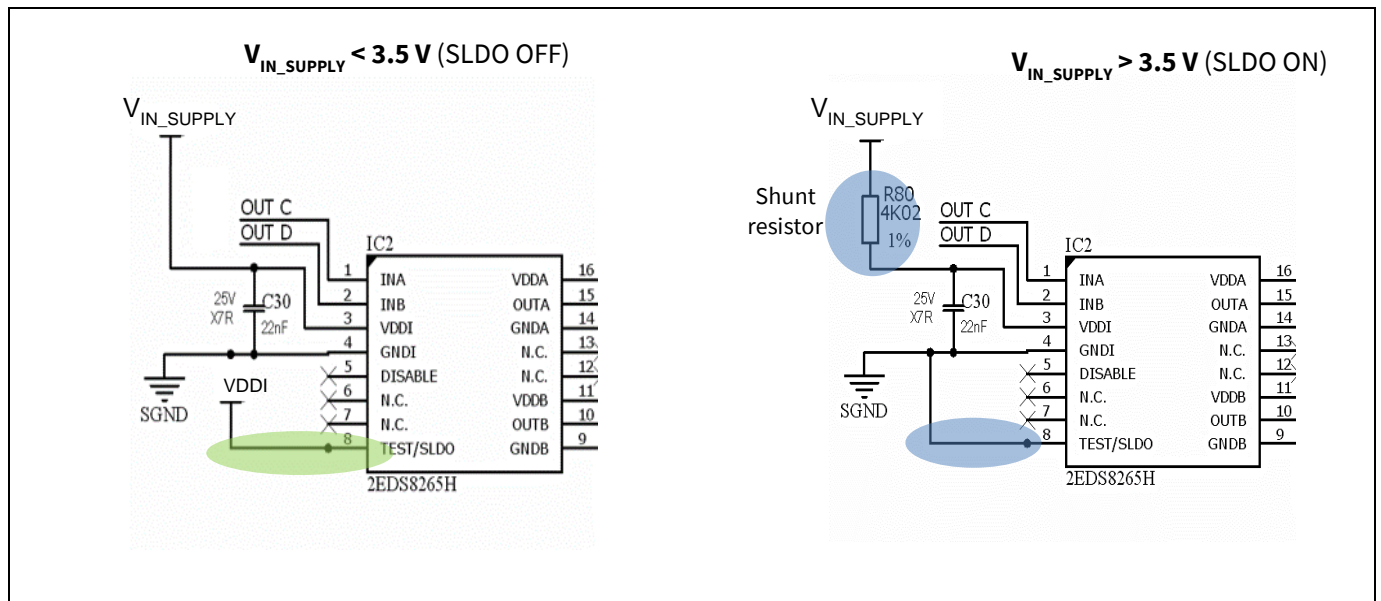 V_IN_SUPPLY < 3.5 V (SLDO OFF)
V_IN_SUPPLY
OUT C
OUT D
IC2
1 INA VDDA 16
2 INB OUTA 15
3 VDDI GNDA 14
4 GNDI N.C. 13
5 DISABLE N.C. 12
6 N.C. VDDB 11
7 N.C. OUTB 10
8 TEST/SLDO GNDB 9
2EDS8265H
25V
X7R
C30
22nF
SGND
VDDI
V_IN_SUPPLY > 3.5 V (SLDO ON)
V_IN_SUPPLY
Shunt
resistor
R80
4K02
1%
OUT C
OUT D
IC2
1 INA VDDA 16
2 INB OUTA 15
3 VDDI GNDA 14
4 GNDI N.C. 13
5 DISABLE N.C. 12
6 N.C. VDDB 11
7 N.C. OUTB 10
8 TEST/SLDO GNDB 9
2EDS8265H
25V
X7R
C30
22nF
SGND